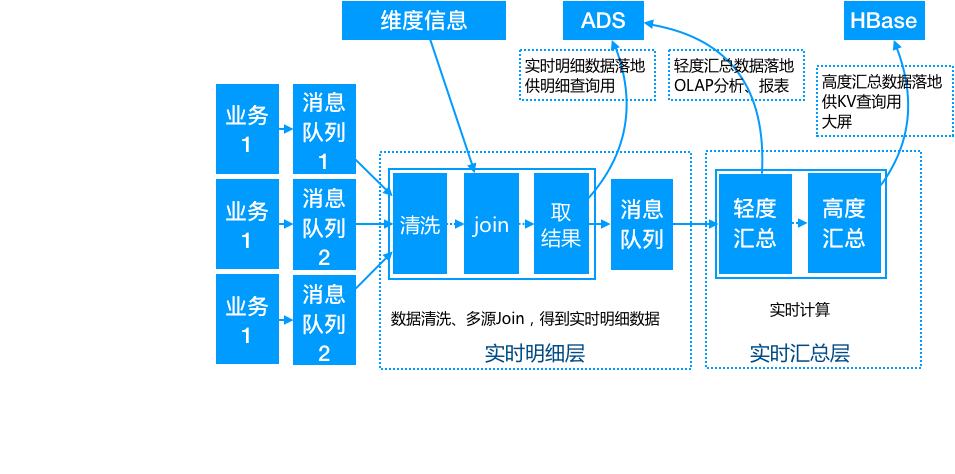 维度信息
ADS
HBase
实时明细数据落地
供明细查询用
轻度汇总数据落地
OLAP分析、报表
高度汇总数据落地
供KV查询用
大屏
业务
1
消息
队列
1
业务
1
消息
队列
2
业务
1
消息
队列
2
清洗
join
取
结果
消息
队列
轻度
汇总
高度
汇总
数据清洗、多源Join，得到实时明细数据
实时明细层
实时计算
实时汇总层